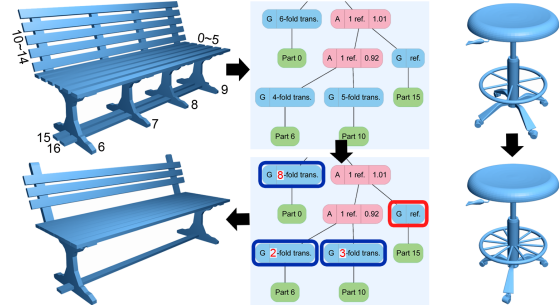 10~14
0~5
9
8
7
15
16
6
G 6-fold trans.
A 1 ref. 1.01
Part 0
A 1 ref. 0.92
G ref.
G 4-fold trans.
G 5-fold trans.
Part 15
Part 6
Part 10
G 8-fold trans.
A 1 ref. 1.01
Part 0
A 1 ref. 0.92
G ref.
G 2-fold trans.
G 3-fold trans.
Part 15
Part 6
Part 10